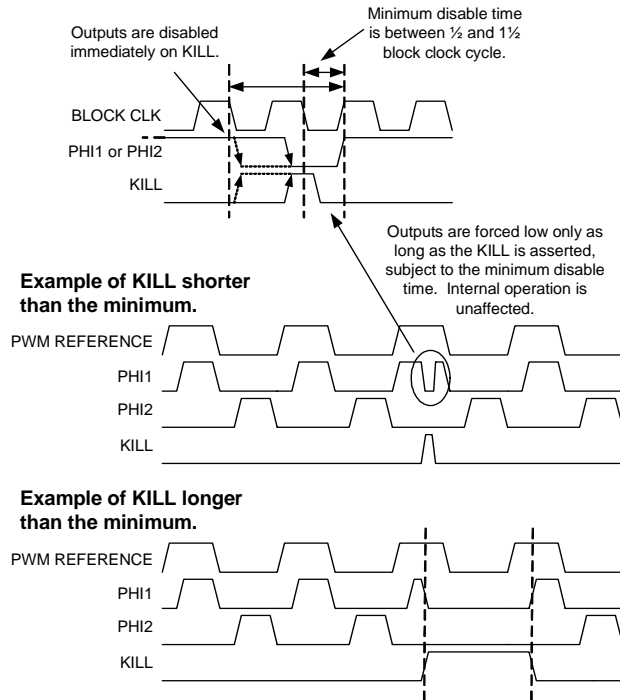 Outputs are disabled
immediately on KILL.
Minimum disable time
is between ½ and 1½
block clock cycle.
BLOCK CLK
PHI1 or PHI2
KILL
Outputs are forced low only as
long as the KILL is asserted,
subject to the minimum disable
time. Internal operation is
unaffected.
Example of KILL shorter
than the minimum.
PWM REFERENCE
PHI1
PHI2
KILL
Example of KILL longer
than the minimum.
PWM REFERENCE
PHI1
PHI2
KILL